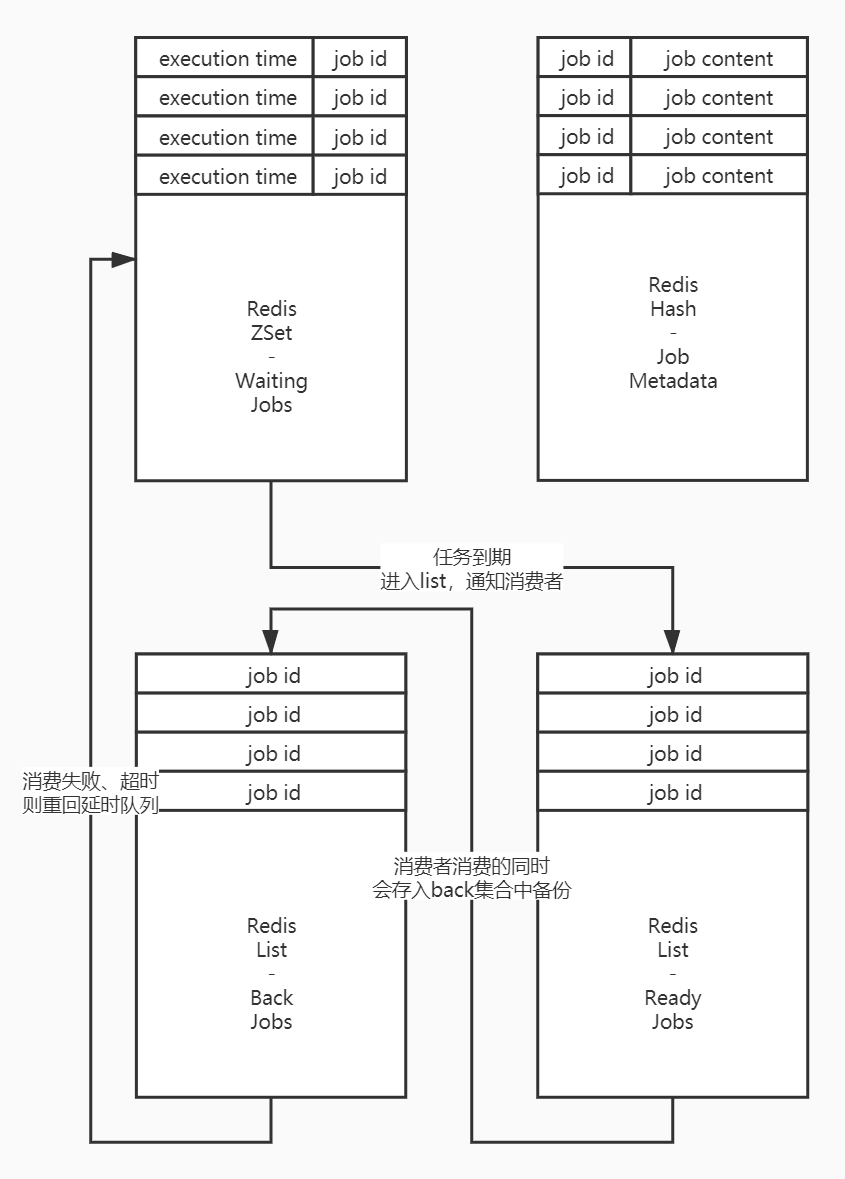 execution time job id
execution time job id
execution time job id
execution time job id
Redis
ZSet
-
Waiting
Jobs
job id job content
job id job content
job id job content
job id job content
Redis
Hash
-
Job
Metadata
任务到期
进入list，通知消费者
job id
job id
job id
job id
Redis
List
-
Back
Jobs
消费失败、超时
则重回延时队列
消费者消费的同时
会存入back集合中备份
job id
job id
job id
job id
Redis
List
-
Ready
Jobs